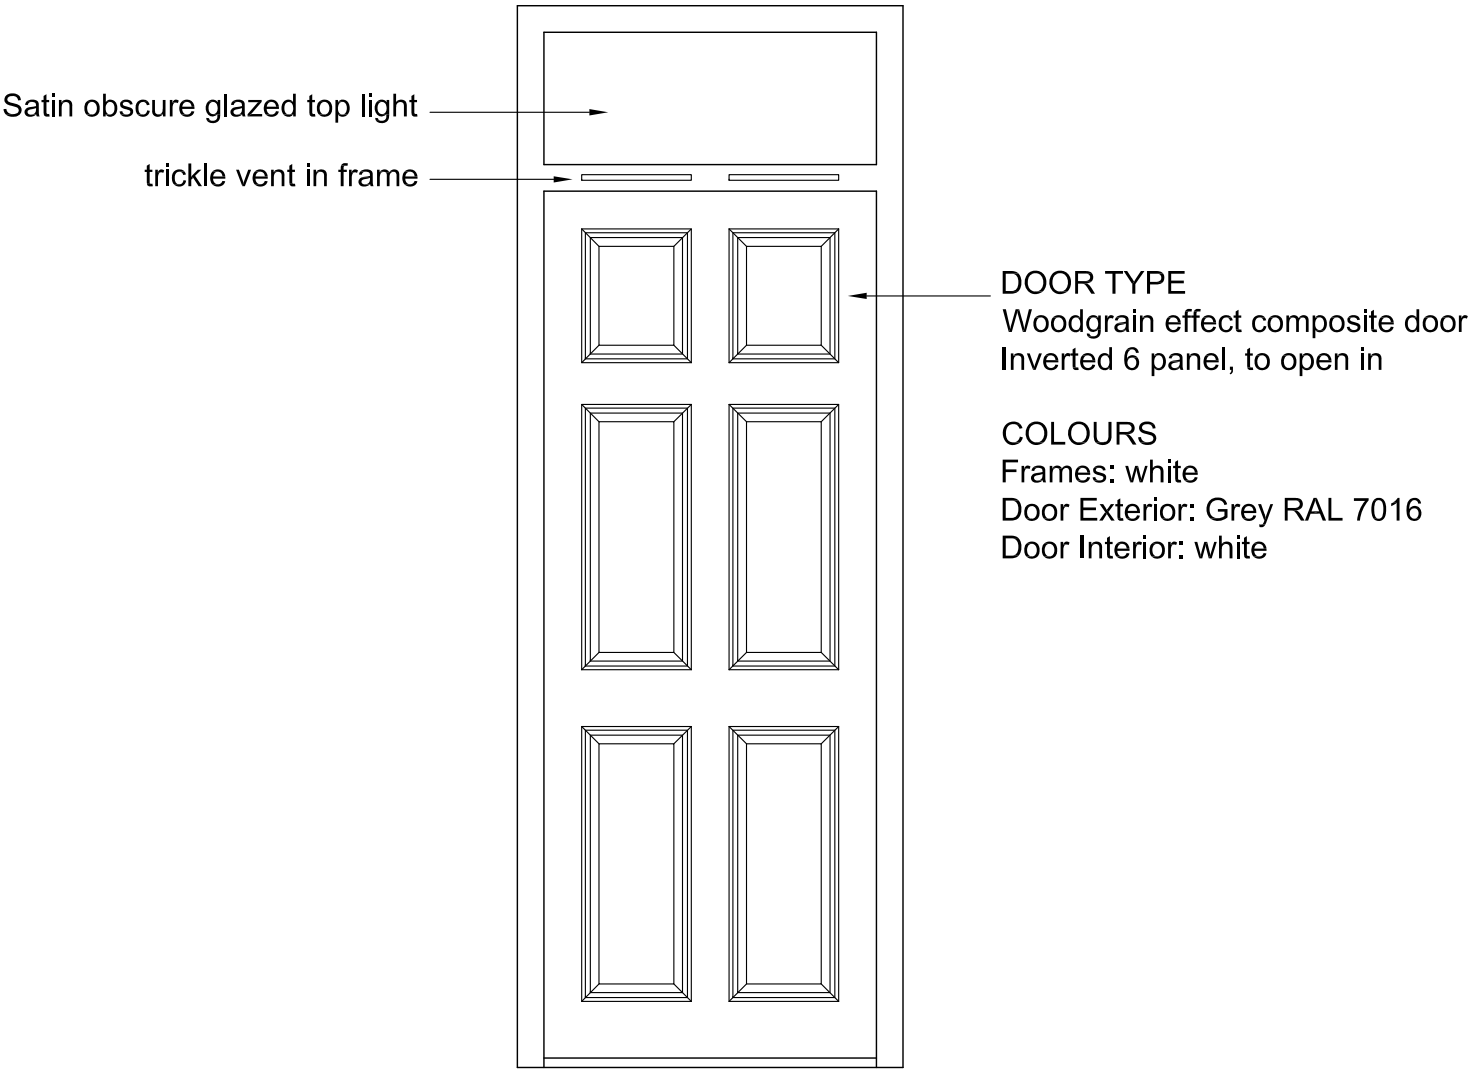 Satin obscure glazed top light
trickle vent in frame
DOOR TYPE
Woodgrain effect composite door
Inverted 6 panel, to open in
COLOURS
Frames: white
Door Exterior: Grey RAL 7016
Door Interior: white